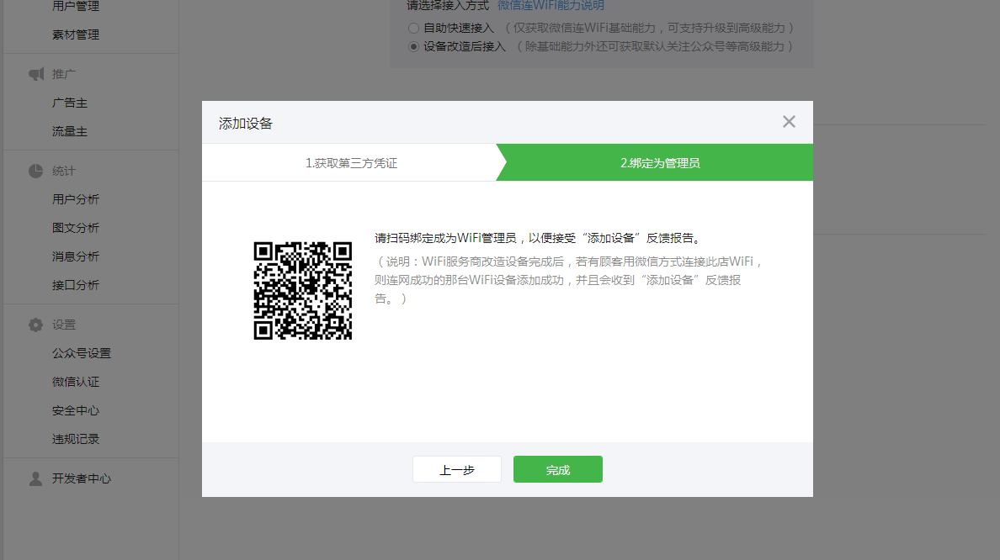 用户管理
素材管理
推广
广告主
流量主
统计
用户分析
图文分析
消息分析
接口分析
设置
公众号设置
微信认证
安全中心
违规记录
开发者中心
请选择接入方式 微信连WiFi能力说明
自助快速接入 （仅获取微信连WiFi基础能力，可支持升级到高级能力）
设备改造后接入 （除基础能力外还可获取默认关注公众号等高级能力）
添加设备
1.获取第三方凭证
2.绑定为管理员
请扫码绑定成为WiFi管理员，以便接受“添加设备”反馈报告。
（说明：WiFi服务商改造设备完成后，若有顾客用微信方式连接此店WiFi，
则连网成功的那台WiFi设备添加成功，并且会收到“添加设备”反馈报
告。）
上一步
完成